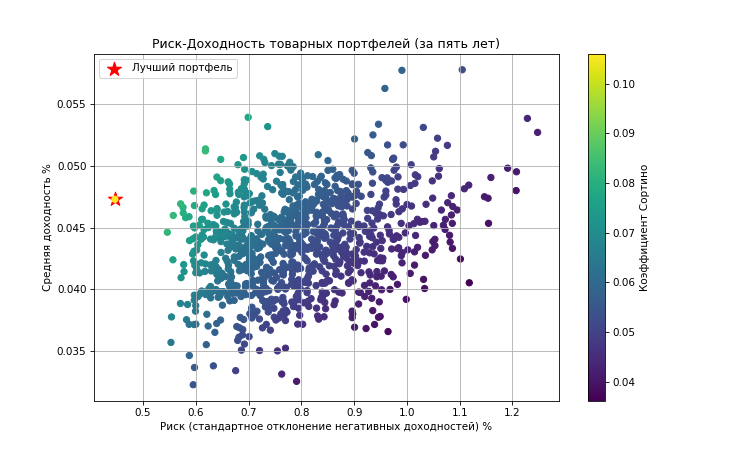 Риск-Доходность товарных портфелей (за пять лет)
Лучший портфель
Средняя доходность %
0.055
0.050
0.045
0.040
0.035
0.5 0.6 0.7 0.8 0.9 1.0 1.1 1.2
Риск (стандартное отклонение негативных доходностей) %
0.10
0.09
0.08
0.07
0.06
0.05
0.04
Коэффициент Сортино